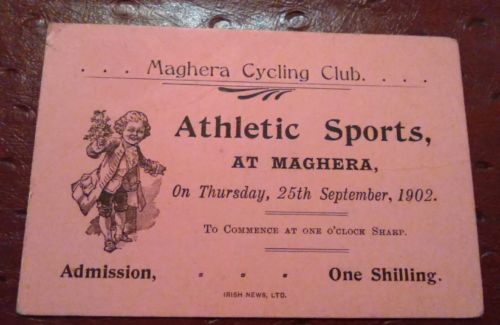 . . . Maghera Cycling Club. . . .
Athletic Sports,
AT MAGHERA,
On Thursday, 25th September, 1902.
To Commence at one o'clock Sharp.
Admission, " " " One Shilling.
IRISH NEWS, LTD.